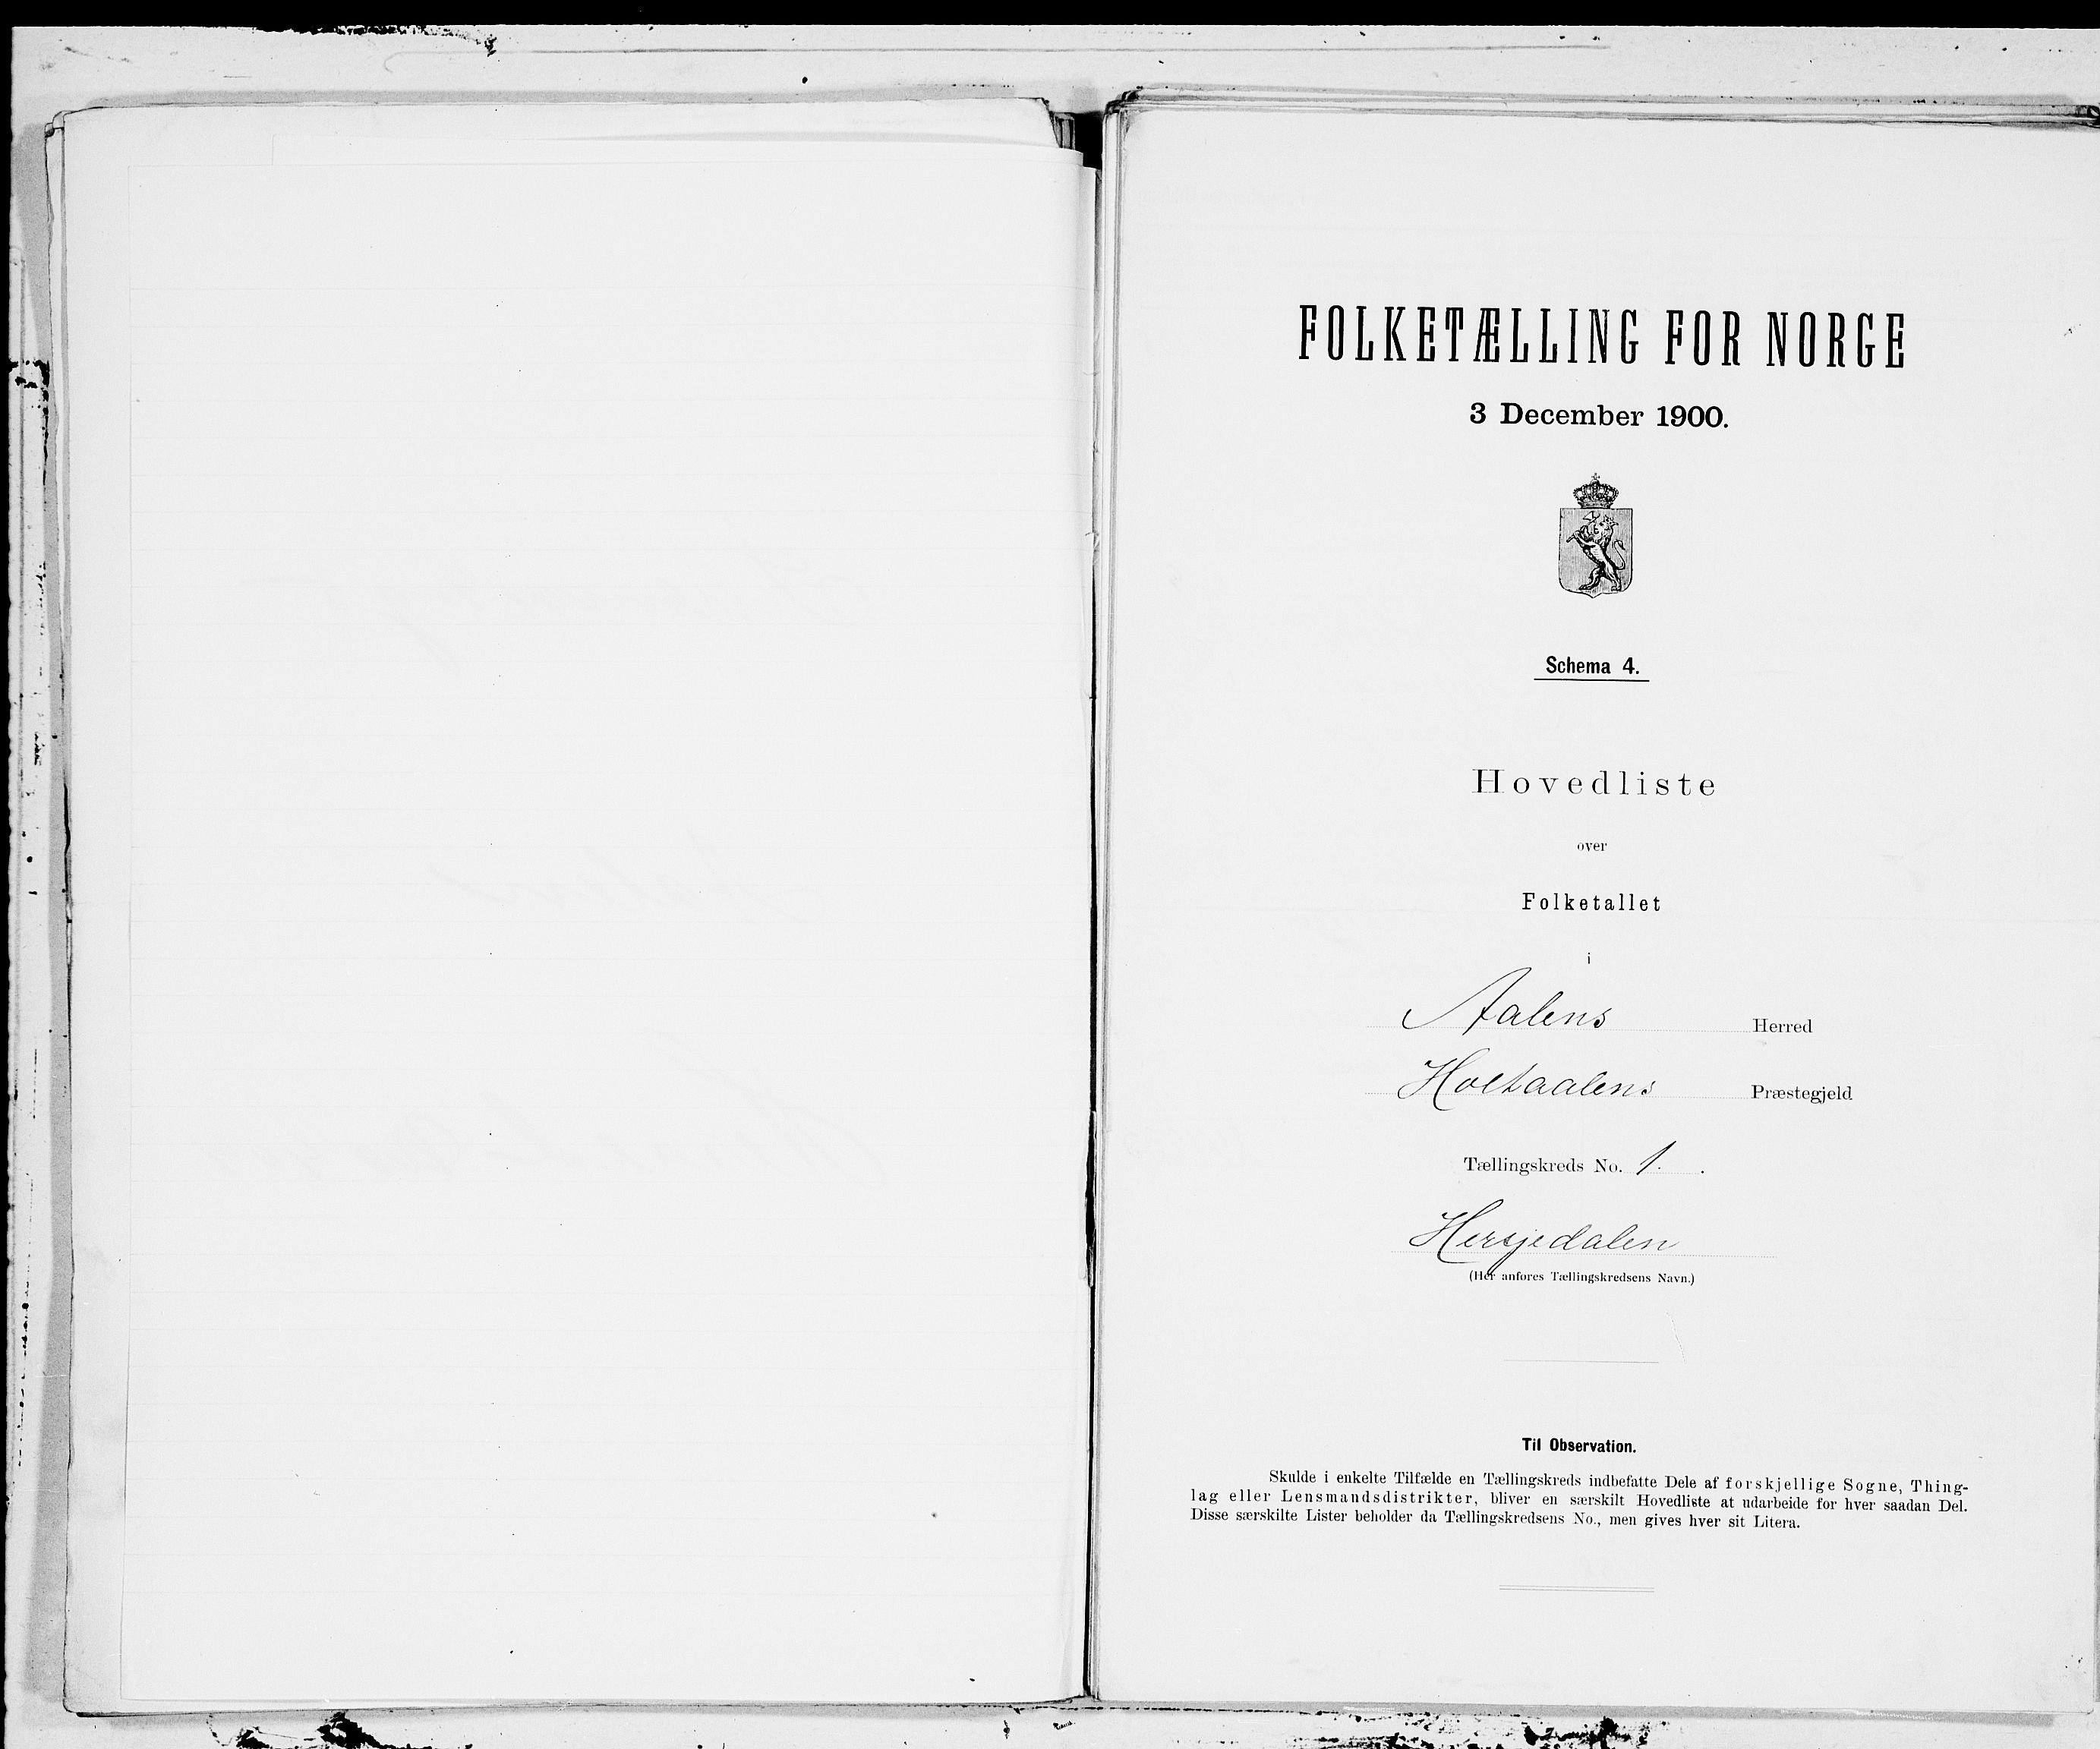 FOLKETÆLLING FOR NORGE
3 December 1900.
Schema 4.
Hovedliste
over
Folketallet
i
Aalens Herred
Holtaalens Præstegjeld
Tællingskreds No. 1.
Hersjedalen
(Her anføres Tællingskredsens Navn.)
Til Observation.
Skulde i enkelte Tilfælde en Tællingskreds indbefatte Dele af forskjellige Sogne, Thing-
lag eller Lensmandsdistrikter, bliver en særskilt Hovedliste at udarbeide for hver saadan Del.
Disse særskilte Lister beholder da Tællingskredsens No., men gives hver sit Litera.